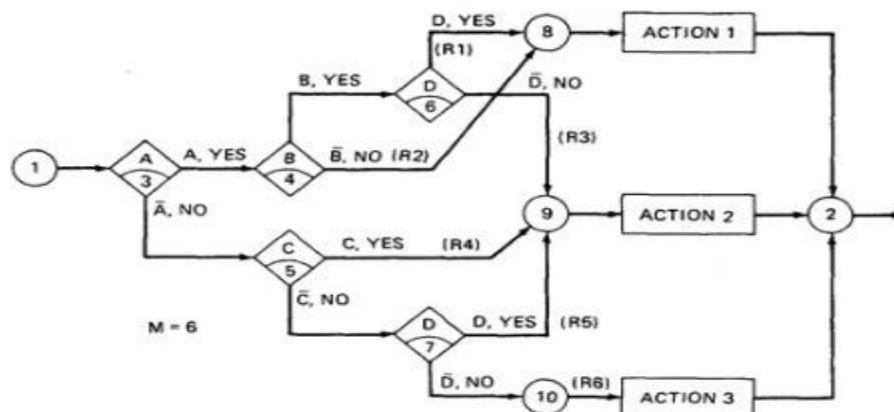 D, YES
(R1)
8
ACTION 1
B, YES
D
6
D̄, NO
(R3)
1
A
3
A, YES
B
4
B̄, NO (R2)
Ā, NO
9
ACTION 2
2
C
5
C, YES
(R4)
C̄, NO
M = 6
D
7
D, YES
(R5)
D̄, NO
10
(R6)
ACTION 3